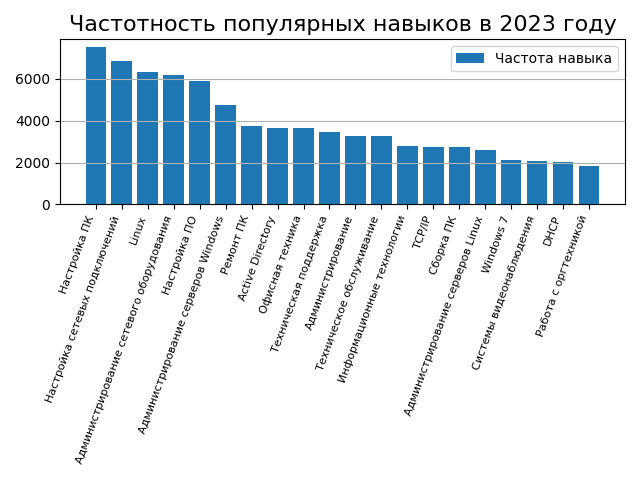 Частотность популярных навыков в 2023 году
Частота навыка
6000
4000
2000
0
Настройка ПК
Настройка сетевых подключений
Linux
Администрирование сетевого оборудования
Настройка ПО
Администрирование серверов Windows
Ремонт ПК
Active Directory
Офисная техника
Техническая поддержка
Администрирование
Техническое обслуживание
Информационные технологии
TCP/IP
Сборка ПК
Администрирование серверов Linux
Windows 7
Системы видеонаблюдения
DHCP
Работа с оргтехникой